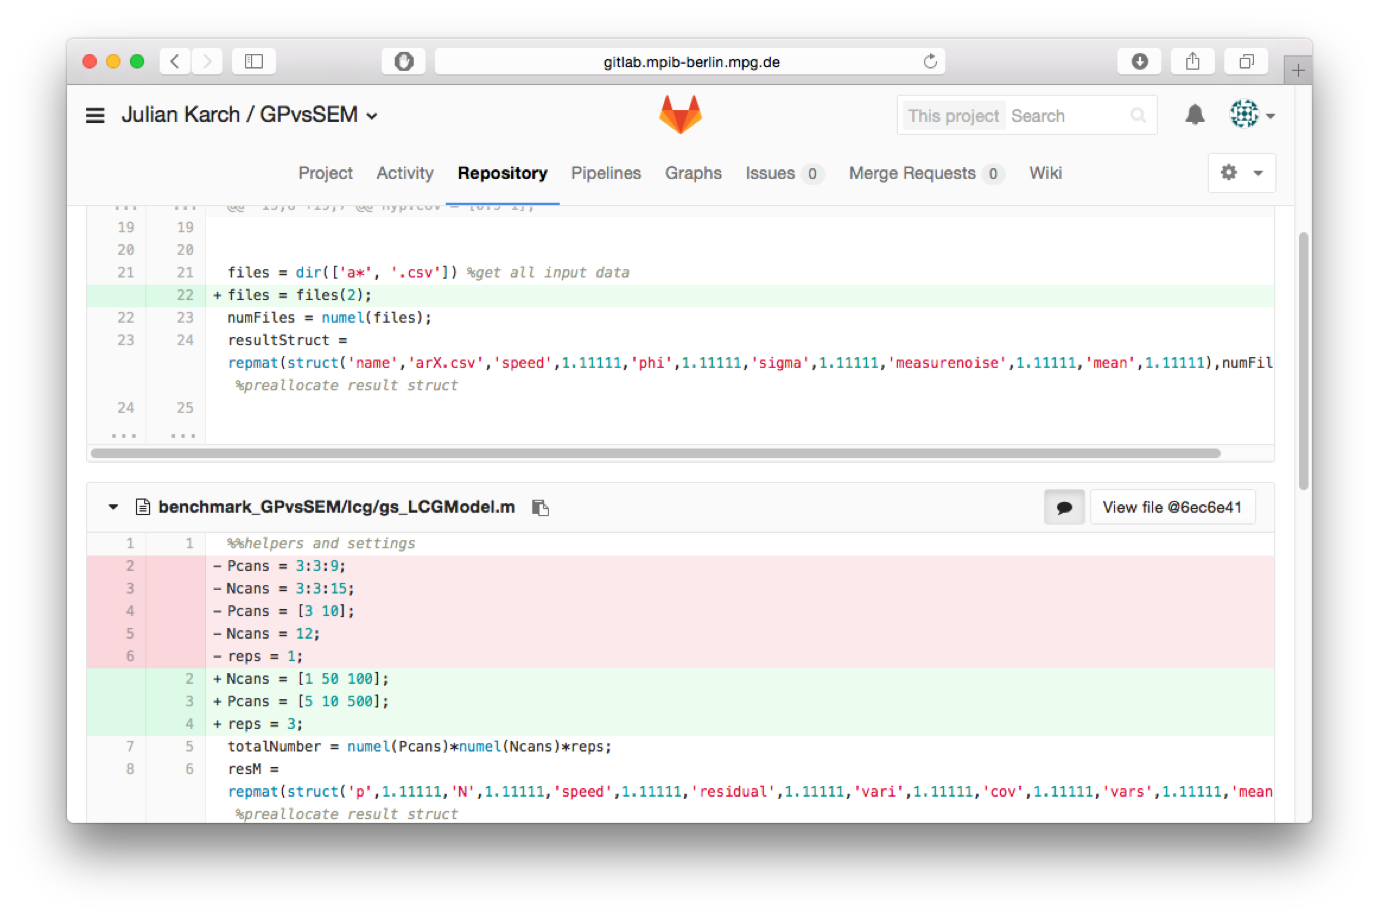 gitlab.mpib-berlin.mpg.de
Julian Karch / GPvsSEM
This project Search
Project Activity Repository Pipelines Graphs Issues 0 Merge Requests 0 Wiki
19 19
20 20
21 21 files = dir(['a*', '.csv']) %get all input data
22 + files = files(2);
22 23 numFiles = numel(files);
23 24 resultStruct =
repmat(struct('name','arX.csv','speed',1.11111,'phi',1.11111,'sigma',1.11111,'measurenoise',1.11111,'mean',1.11111),numFil
%preallocate result struct
24 25
... ...
benchmark_GPvsSEM/lcg/gs_LCGModel.m View file @6ec6e41
1 1 %%helpers and settings
2 - Pcans = 3:3:9;
3 - Ncans = 3:3:15;
4 - Pcans = [3 10];
5 - Ncans = 12;
6 - reps = 1;
2 + Ncans = [1 50 100];
3 + Pcans = [5 10 500];
4 + reps = 3;
7 5 totalNumber = numel(Pcans)*numel(Ncans)*reps;
8 6 resM =
repmat(struct('p',1.11111,'N',1.11111,'speed',1.11111,'residual',1.11111,'vari',1.11111,'cov',1.11111,'vars',1.11111,'mean
%preallocate result struct